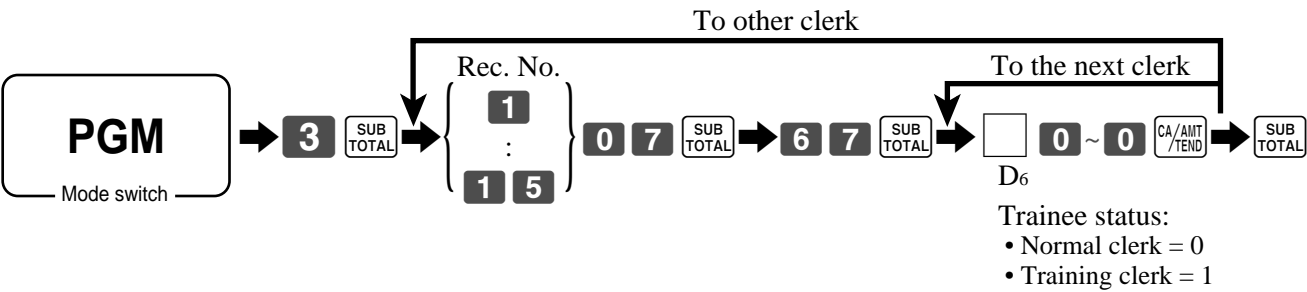 To other clerk
Rec. No.
To the next clerk
PGM
Mode switch
3 SUB TOTAL
1
:
1 5
0 7 SUB TOTAL
6 7 SUB TOTAL
0 ~ 0 CA/AMT /TEND
SUB TOTAL
D6
Trainee status:
• Normal clerk = 0
• Training clerk = 1